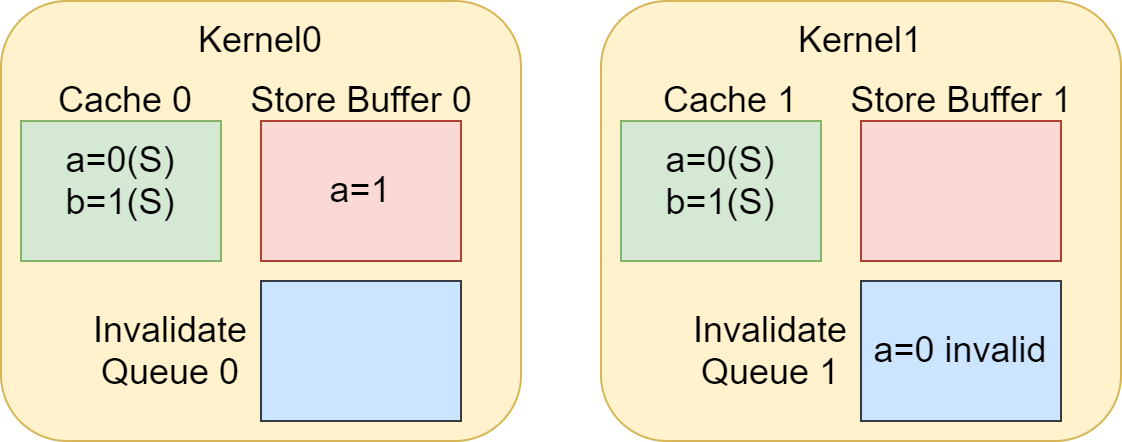 Kernel0
Cache 0
Store Buffer 0
a=0(S)
b=1(S)
a=1
Invalidate
Queue 0
Kernel1
Cache 1
Store Buffer 1
a=0(S)
b=1(S)
Invalidate
Queue 1
a=0 invalid